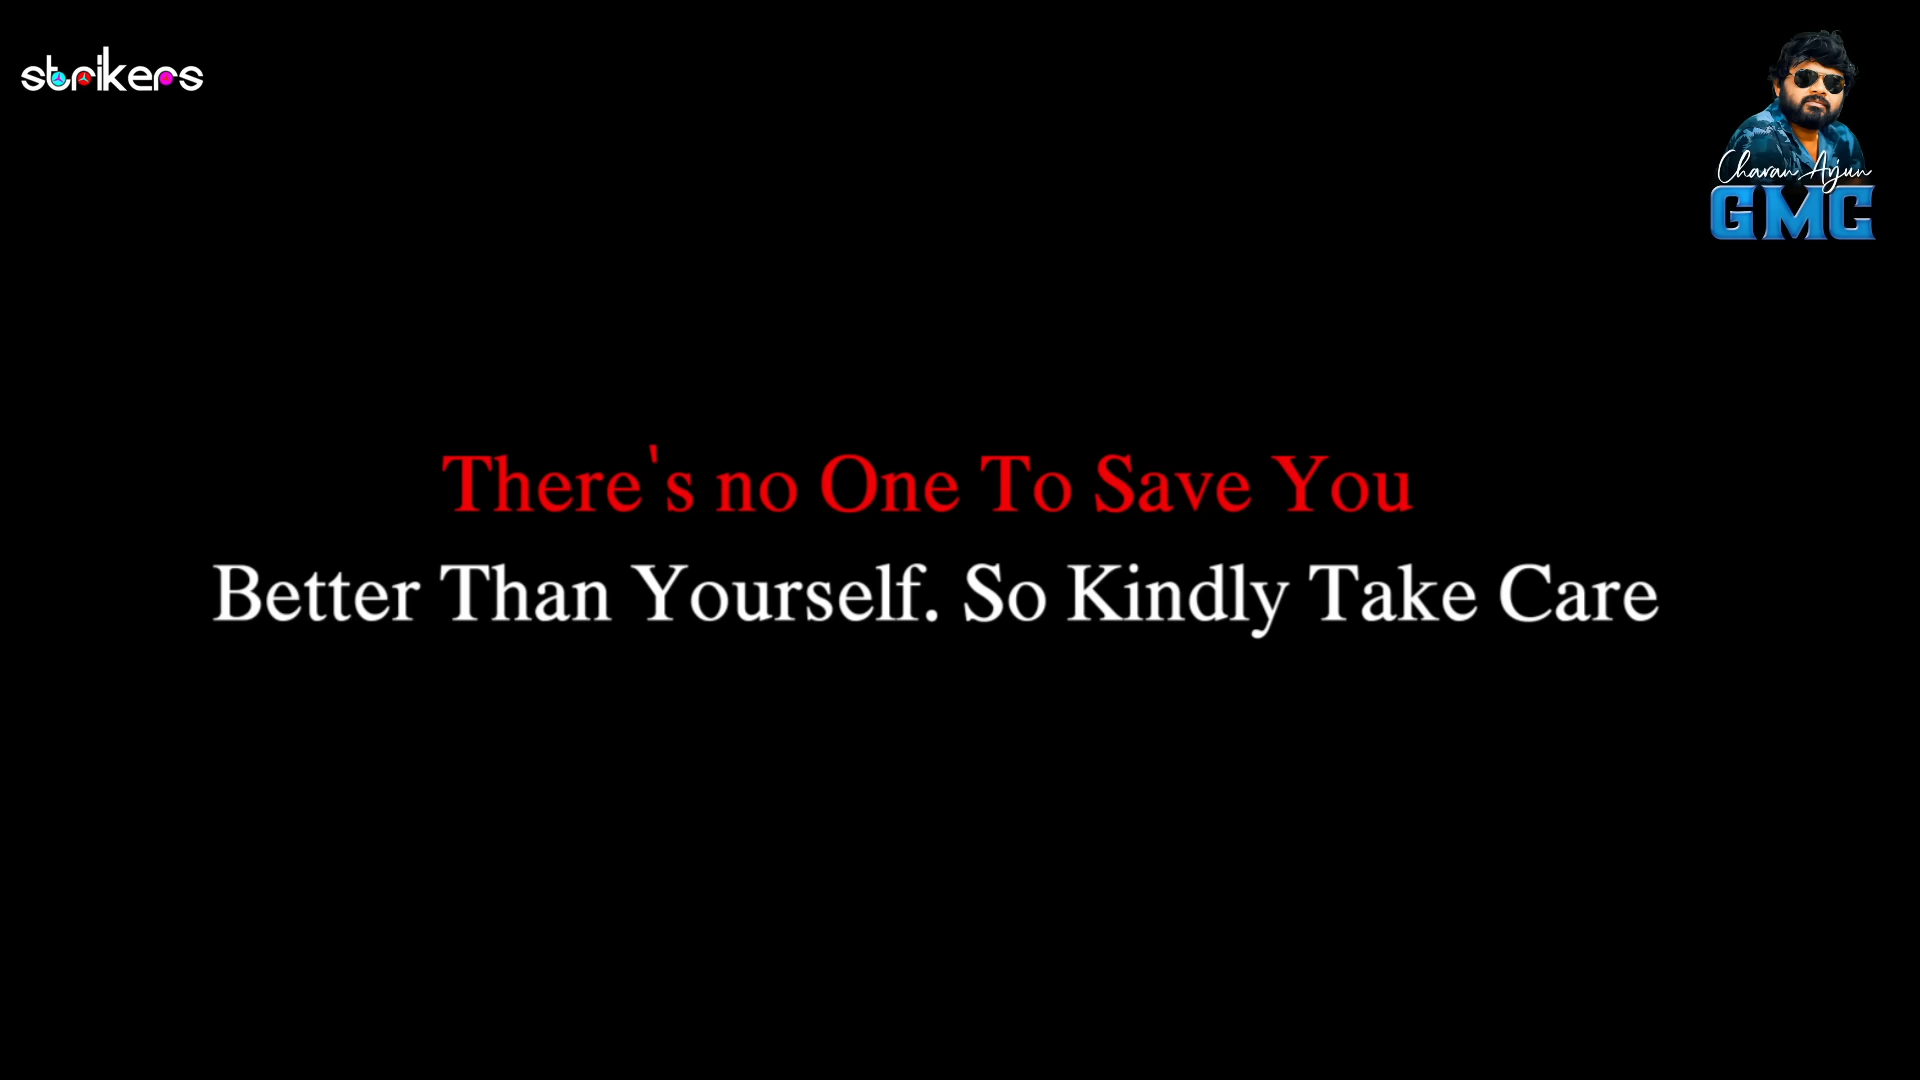 strikers
Charan Arjun
GMC
There's no One To Save You
Better Than Yourself. So Kindly Take Care